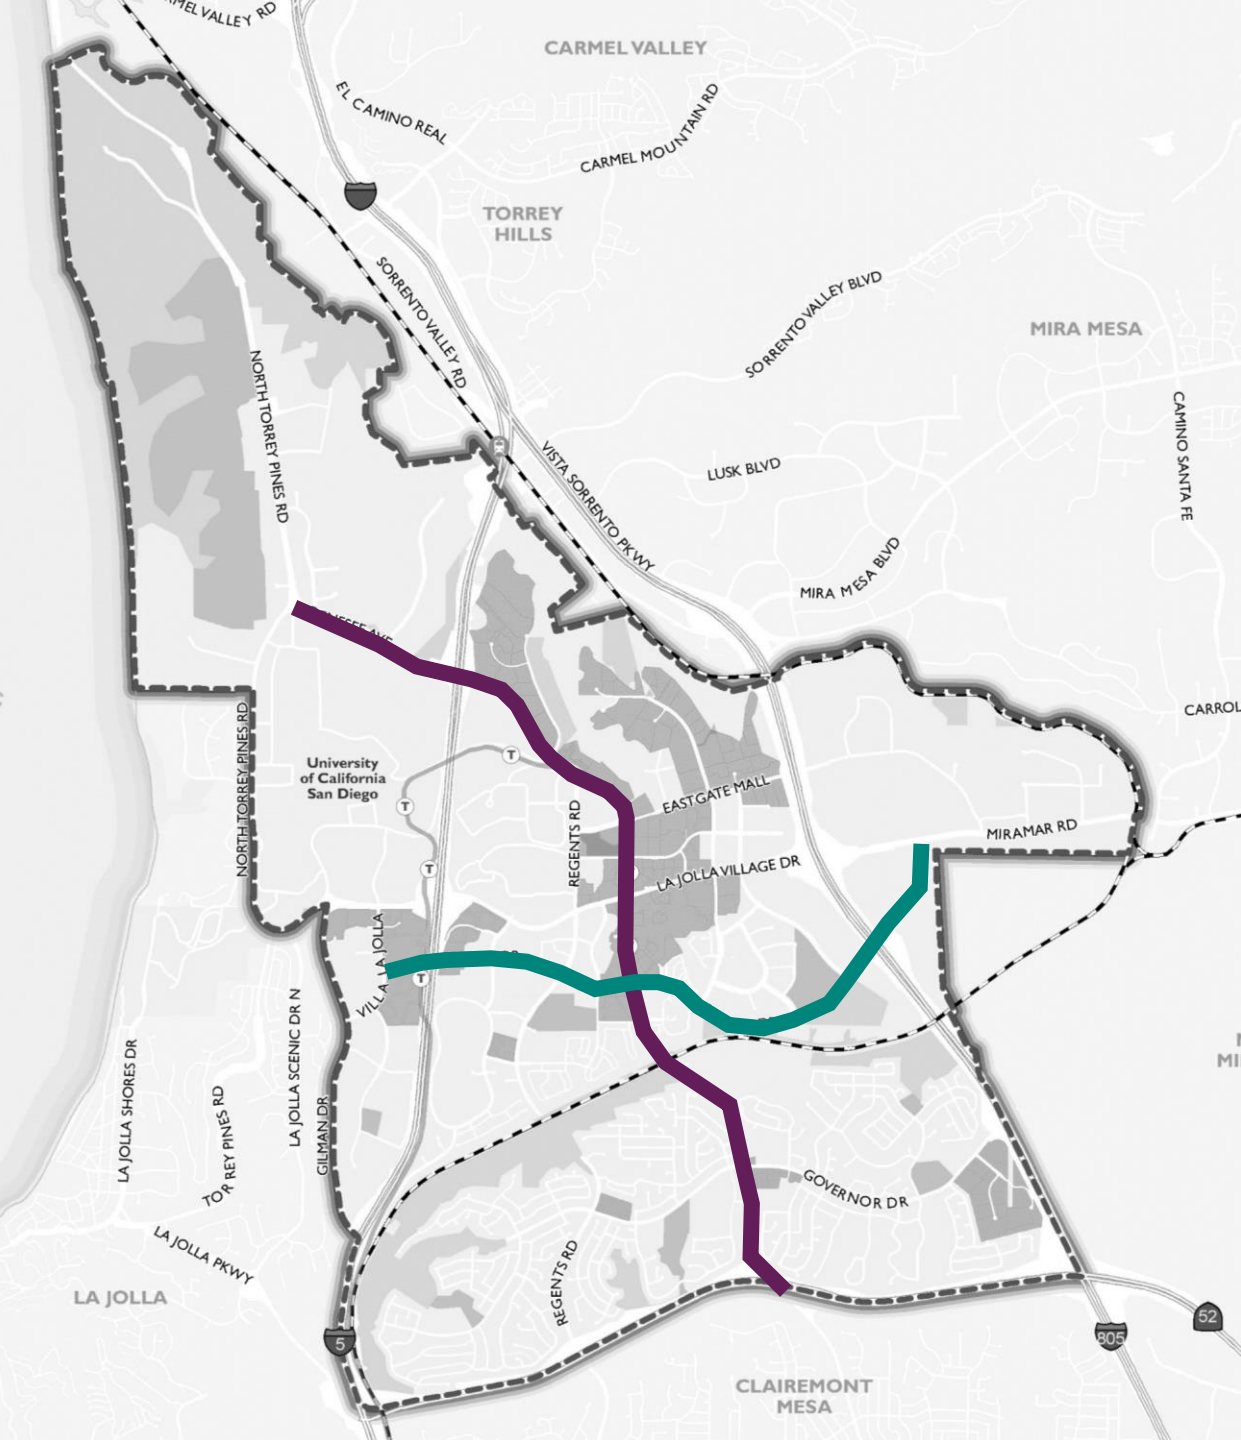 CARMEL VALLEY
EL CAMINO REAL
CARMEL MOUNTAIN RD
TORREY
HILLS
SORRENTO VALLEY RD
SORRENTO VALLEY BLVD
MIRA MESA
NORTH TORREY PINES RD
CAMINO SANTA FE
VISTA SORRENTO PKWY
LUSK BLVD
MIRA MESA BLVD
NORTH TORREY PINES RD
University
of California
San Diego
T
T
T
T
REGENTS RD
EASTGATE MALL
LA JOLLA VILLAGE DR
MIRAMAR RD
VILLA LA JOLLA
LA JOLLA SHORES DR
TORREY PINES RD
LA JOLLA SCENIC DR N
GILMAN DR
GOVERNOR DR
LA JOLLA PKWY
REGENTS RD
LA JOLLA
5
805
52
CLAIREMONT
MESA